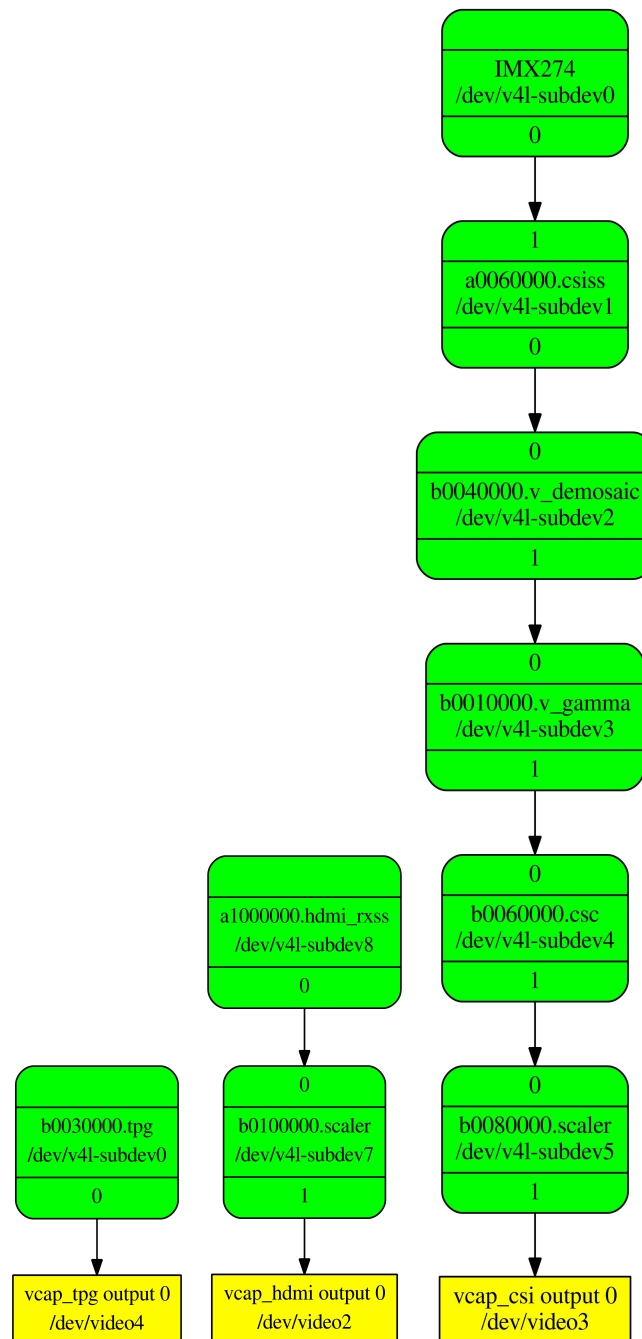 IMX274
/dev/v4l-subdev0
0
1
a0060000.csiss
/dev/v4l-subdev1
0
0
b0040000.v_demosaic
/dev/v4l-subdev2
1
0
b0010000.v_gamma
/dev/v4l-subdev3
1
0
b0060000.csc
/dev/v4l-subdev4
1
a1000000.hdmi_rxss
/dev/v4l-subdev8
0
b0030000.tpg
/dev/v4l-subdev0
0
0
b0100000.scaler
/dev/v4l-subdev7
1
0
b0080000.scaler
/dev/v4l-subdev5
1
vcap_tpg output 0
/dev/video4
vcap_hdmi output 0
/dev/video2
vcap_csi output 0
/dev/video3